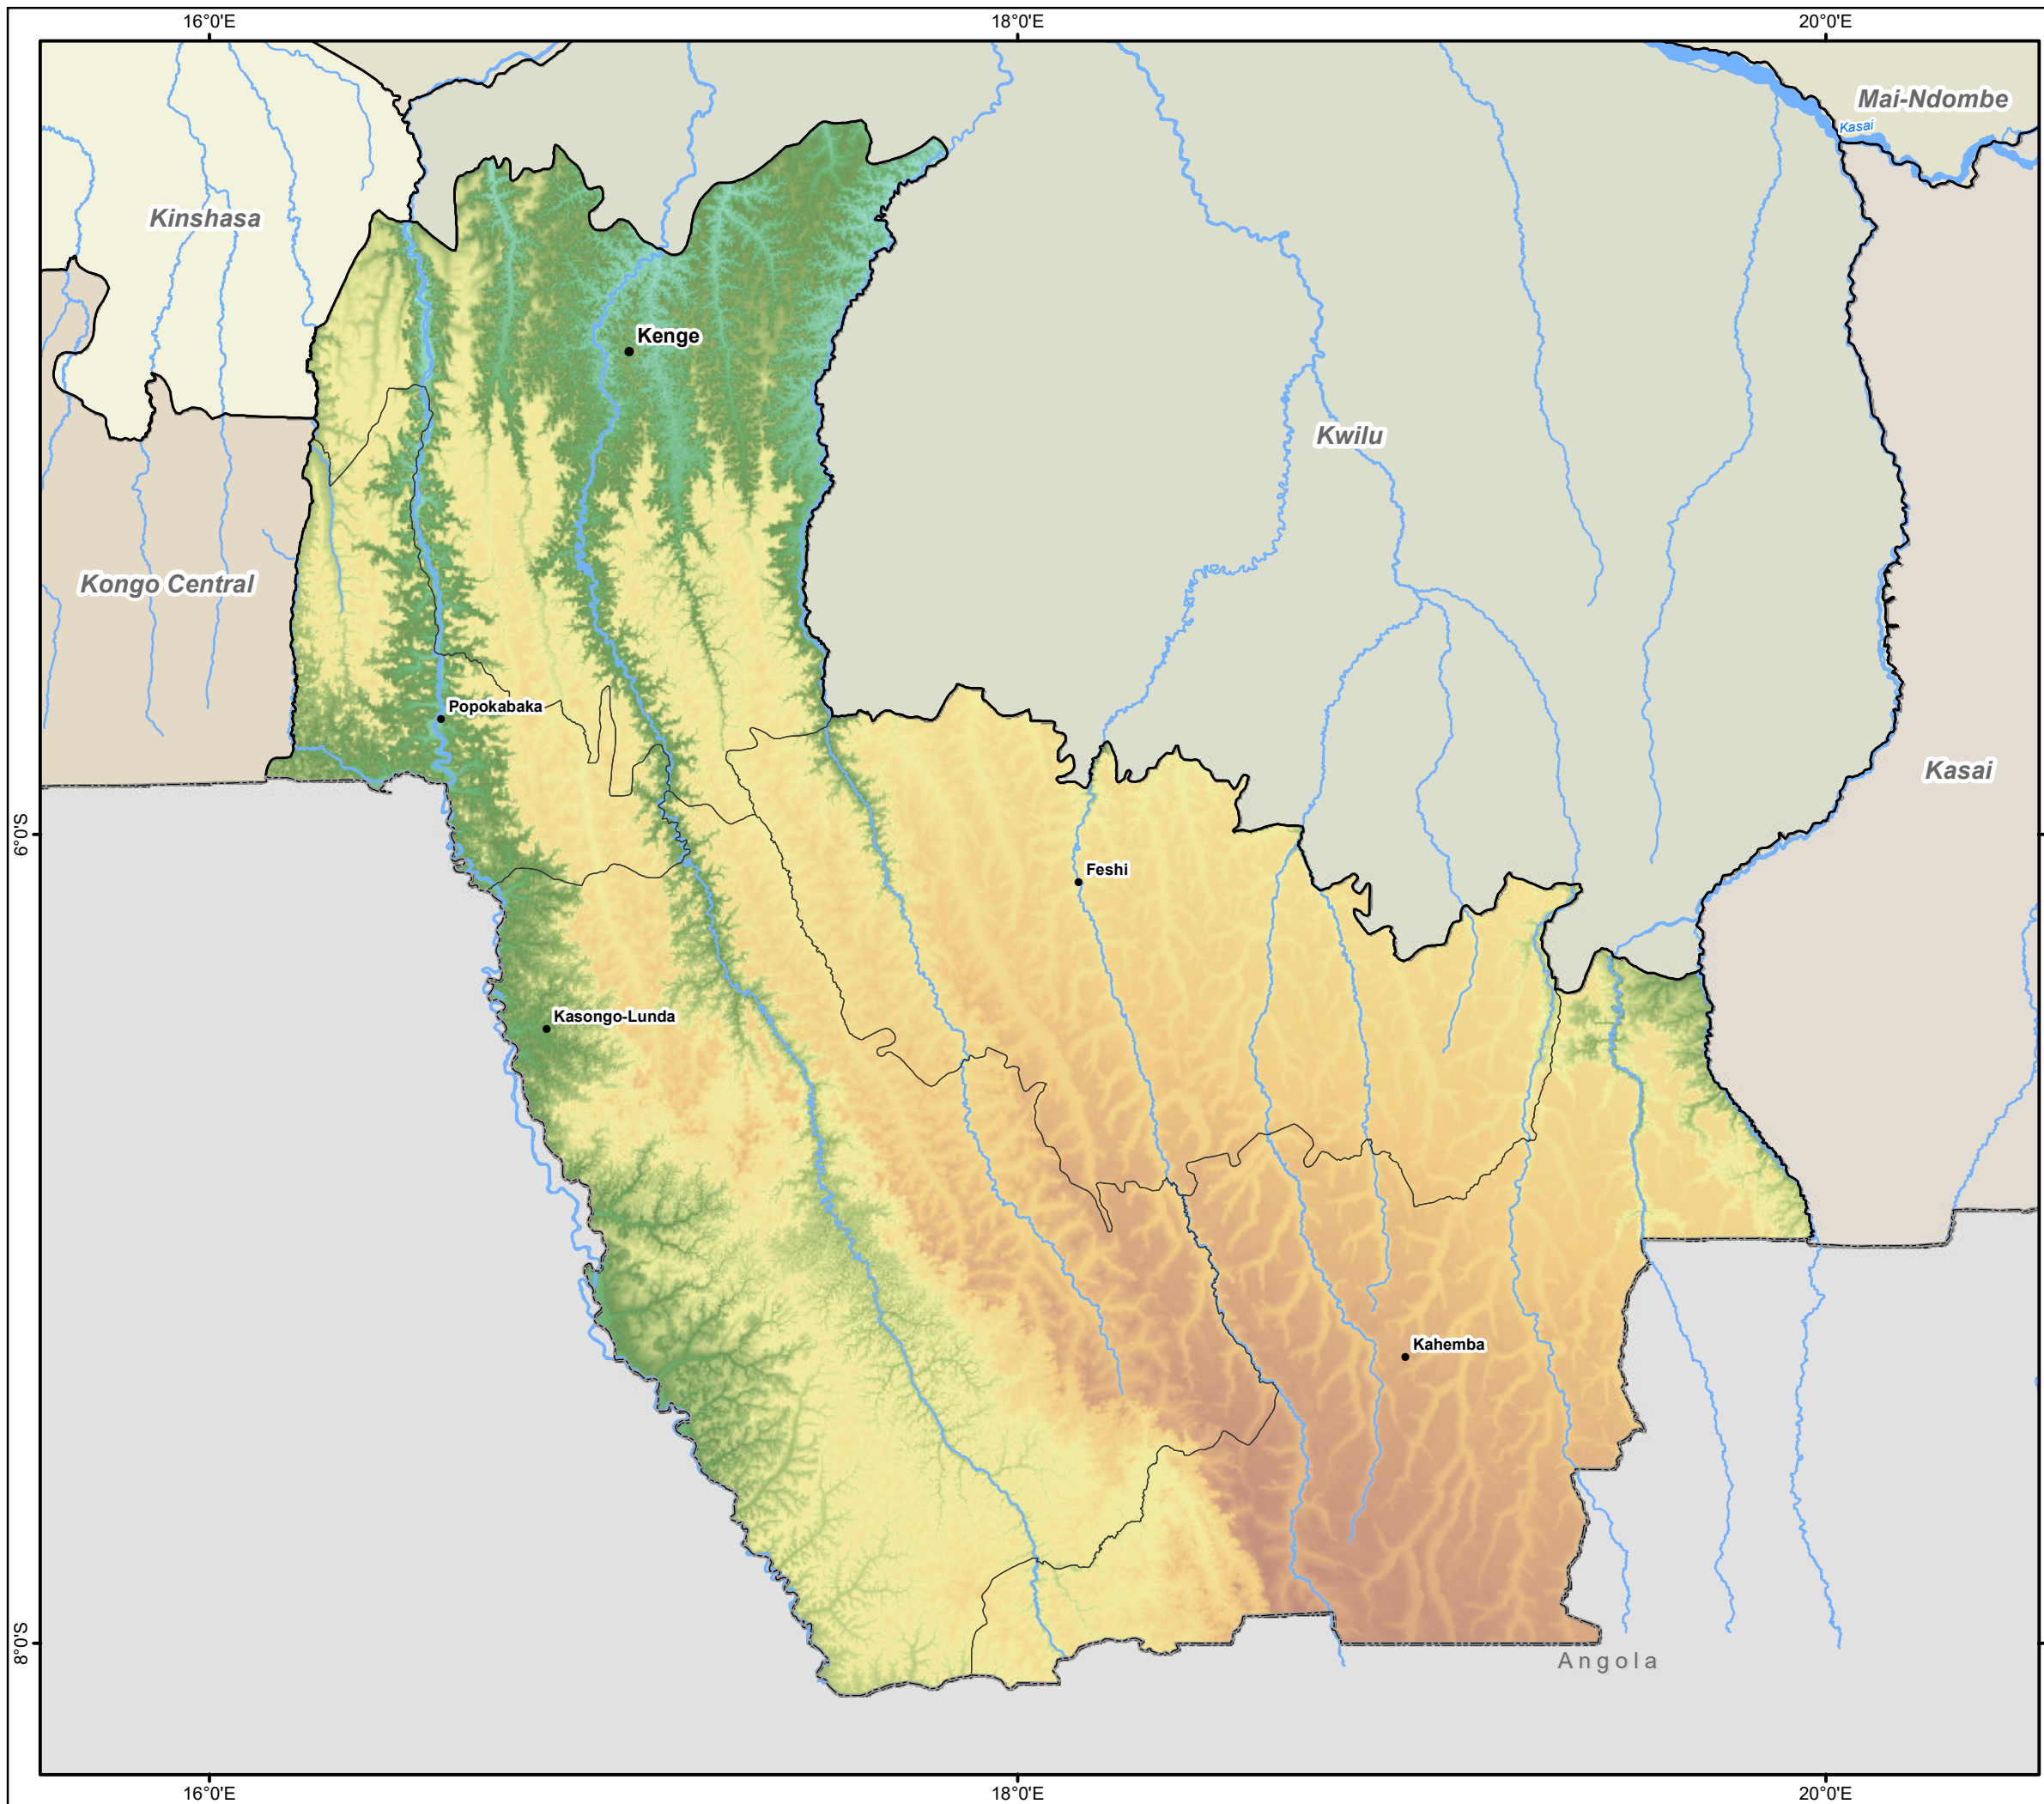 16°0'E
18°0'E
20°0'E
Mai-Ndombe
Kasai
Kinshasa
Kenge
Kwilu
Kongo Central
Popokabaka
Kasai
6°0'S
Feshi
Kasongo-Lunda
Kahemba
8°0'S
Angola
16°0'E
18°0'E
20°0'E